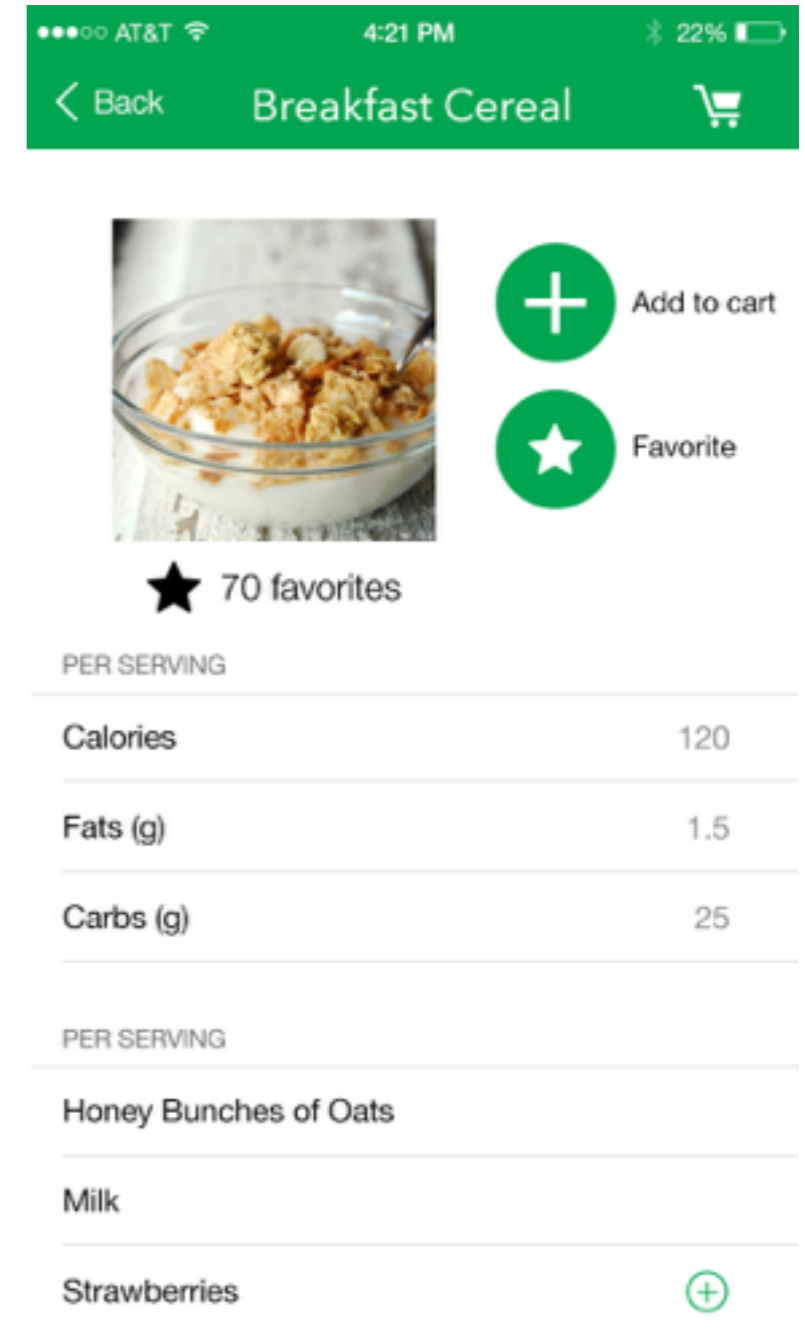 AT&T 4:21 PM 22%
Back Breakfast Cereal
Add to cart
Favorite
70 favorites
PER SERVING
Calories 120
Fats (g) 1.5
Carbs (g) 25
PER SERVING
Honey Bunches of Oats
Milk
Strawberries